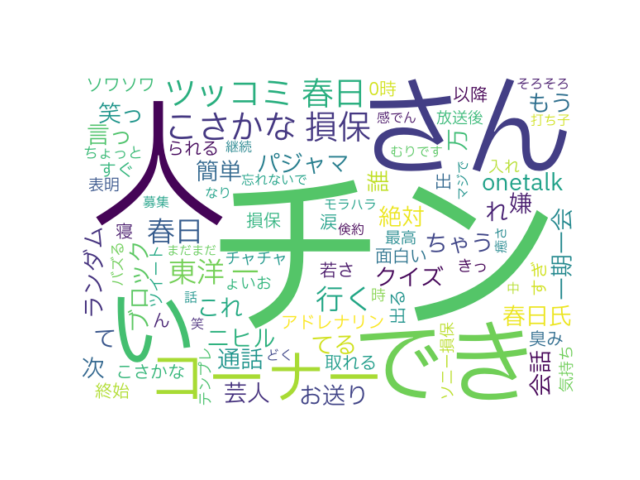 ソワソワ
ツッコミ
春日
0時
以降
そろそろ
人
さん
笑っ
こさかな
損保
感でん
放送後
もう
打ち子
言っ
ちょっと
すぐ
られる
継続
万
むりです
表明
簡単
パジャマ
誰
出
マジで
入れ
なり
忘れないで
onetalk
募集
モラハラ
チン
ランダム
寝
春日
損保
涙
倹約
絶対
れ
嫌
バズる
まだまだ
チャチャ
最高
ちゃう
癒さ
一期一会
ブロック
ツイート
東洋一
若さ
面白い
クイズ
きっ
すぎ
い
ん
話
これ
ょいお
行く
時
出る
中
春日氏
て
笑
ニヒル
アドレナリン
でき
次
こさかな
コーナー
通話
どく
てる
取れる
ソニー損保
会話
臭み
終始
テンプレ
芸人
お送り
気持ち